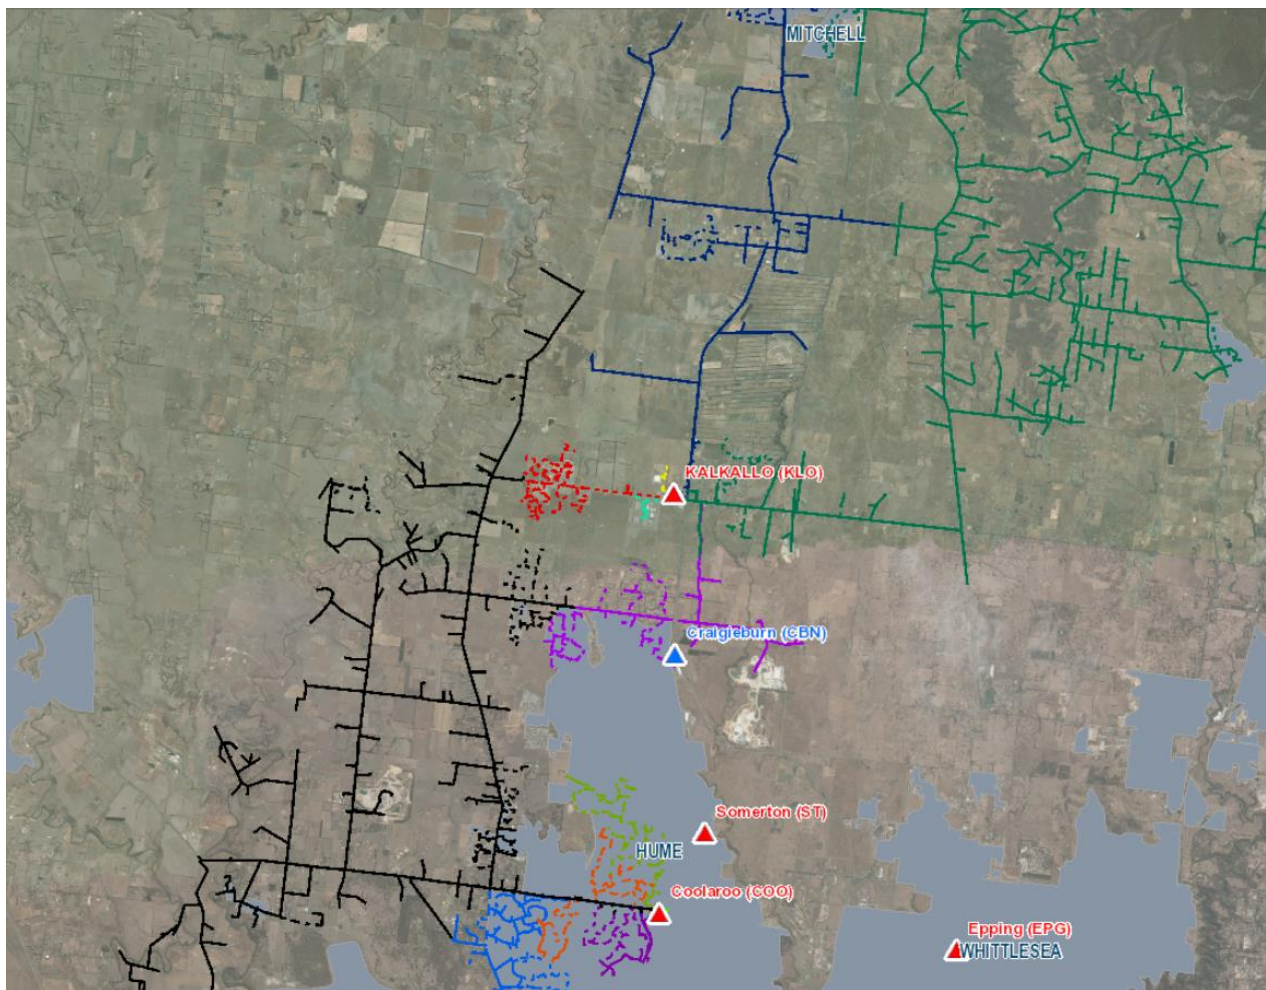 MITCHELL
KALKALLO (KLO)
Craigieburn (CBN)
Somerton (ST)
HUME
Coolaroo (COO)
Epping (EPG)
WHITTLESEA